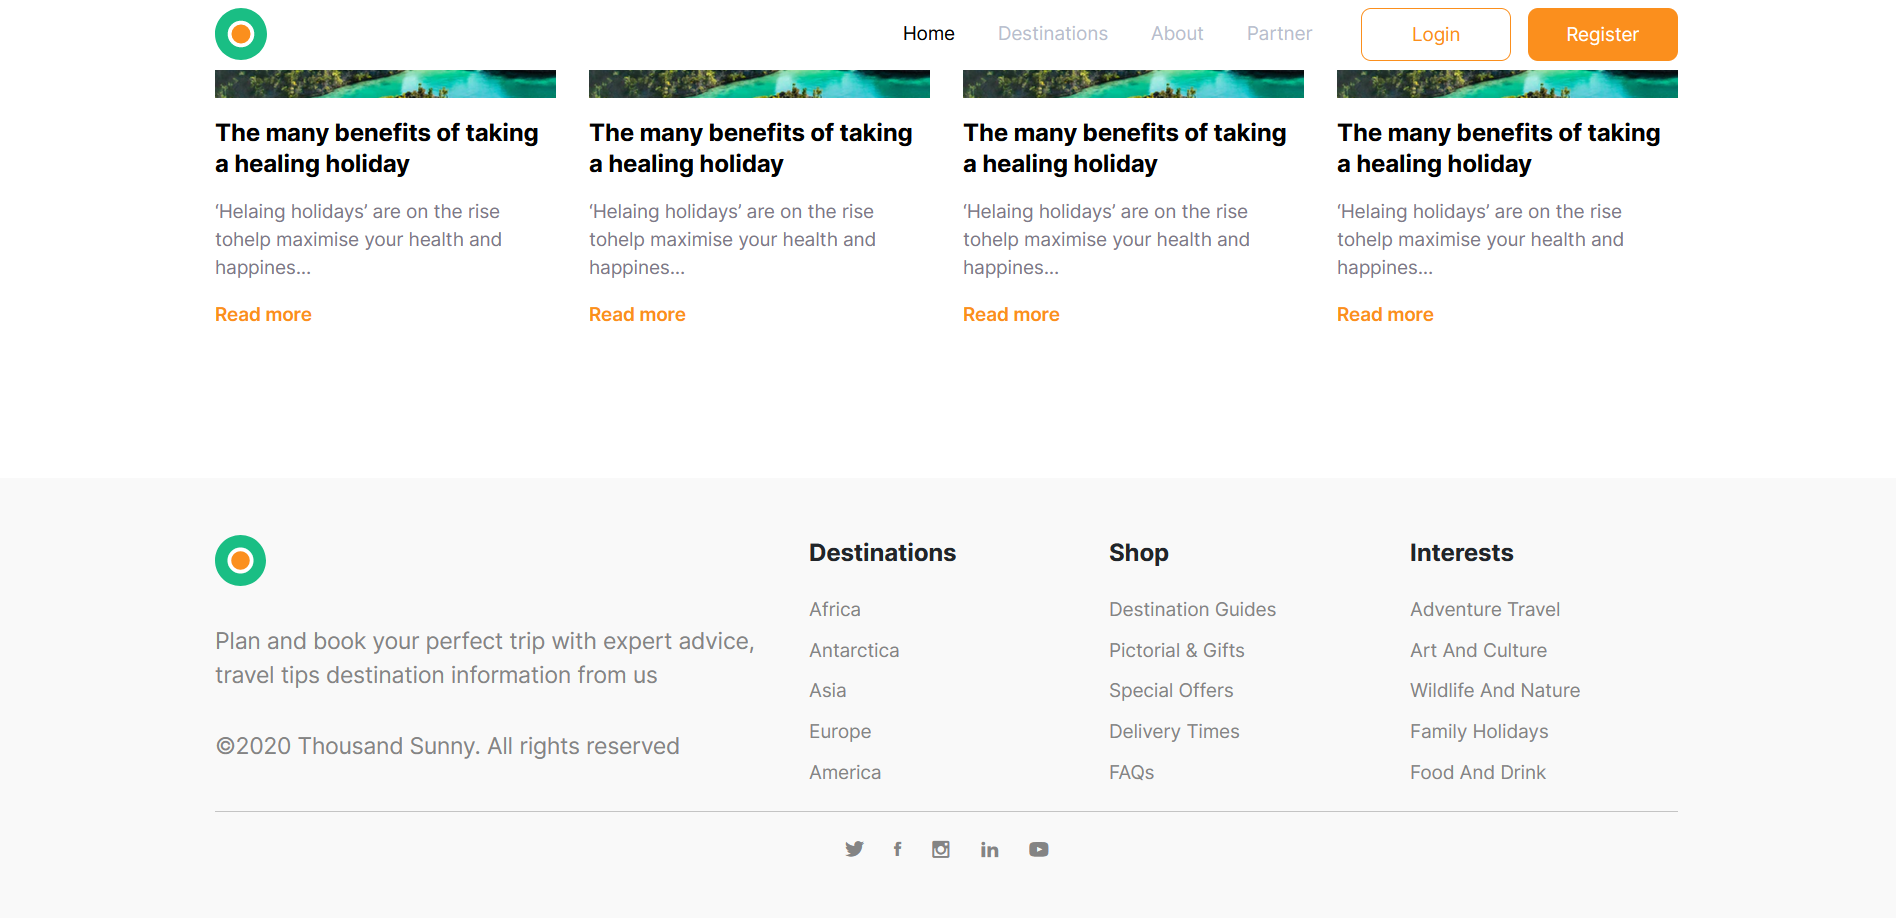 Home Destinations About Partner Login Register
The many benefits of taking
a healing holiday
‘Helaing holidays’ are on the rise
tohelp maximise your health and
happines...
Read more
The many benefits of taking
a healing holiday
‘Helaing holidays’ are on the rise
tohelp maximise your health and
happines...
Read more
The many benefits of taking
a healing holiday
‘Helaing holidays’ are on the rise
tohelp maximise your health and
happines...
Read more
The many benefits of taking
a healing holiday
‘Helaing holidays’ are on the rise
tohelp maximise your health and
happines...
Read more
Plan and book your perfect trip with expert advice,
travel tips destination information from us
©2020 Thousand Sunny. All rights reserved
Destinations
Africa
Antarctica
Asia
Europe
America
Shop
Destination Guides
Pictorial & Gifts
Special Offers
Delivery Times
FAQs
Interests
Adventure Travel
Art And Culture
Wildlife And Nature
Family Holidays
Food And Drink